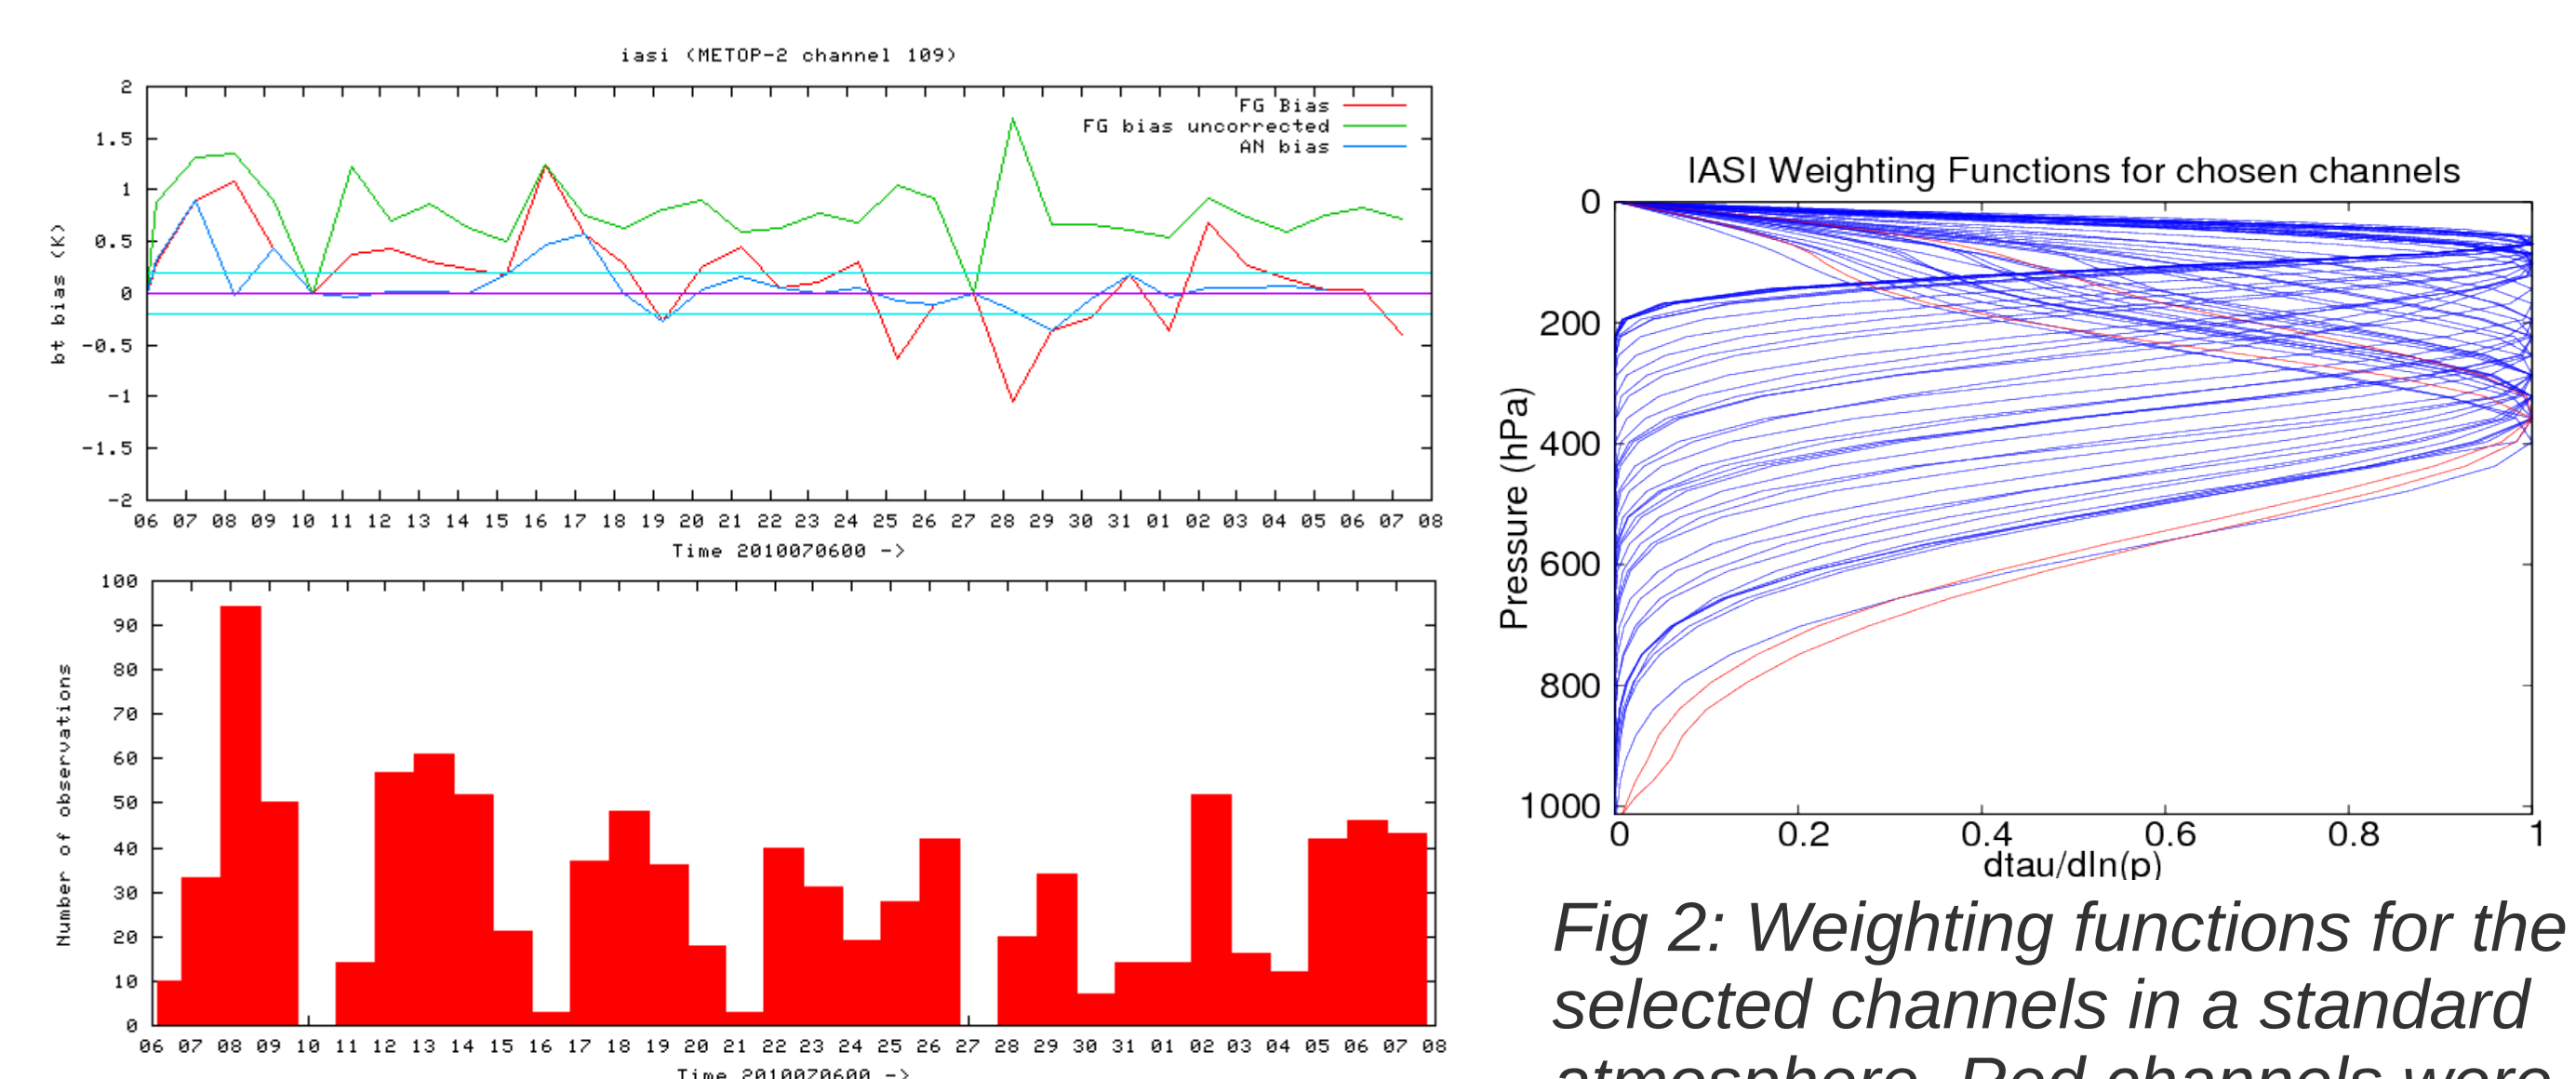 iasi (METOP-2 channel 109)
FG Bias
FG bias uncorrected
AN bias
bt bias (K)
2
1.5
1
0.5
0
-0.5
-1
-1.5
-2
06 07 08 09 10 11 12 13 14 15 16 17 18 19 20 21 22 23 24 25 26 27 28 29 30 31 01 02 03 04 05 06 07 08
Time 2010070600 ->
Number of observations
100
90
80
70
60
50
40
30
20
10
0
06 07 08 09 10 11 12 13 14 15 16 17 18 19 20 21 22 23 24 25 26 27 28 29 30 31 01 02 03 04 05 06 07 08
Time 2010070600 ->
IASI Weighting Functions for chosen channels
Pressure (hPa)
0
200
400
600
800
1000
0 0.2 0.4 0.6 0.8 1
dtau/dln(p)
Fig 2: Weighting functions for the
selected channels in a standard
atmosphere. Red channels were